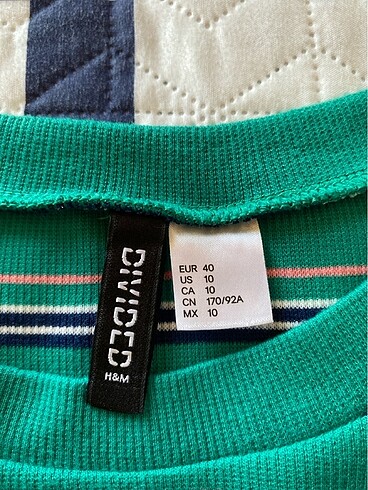 DIVIDED
H&M
EUR 40
US 10
CA 10
CN 170/92A
MX 10